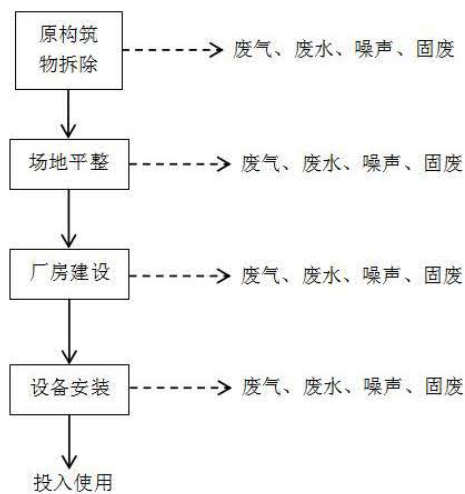 原构筑
物拆除
废气、废水、噪声、固废
场地平整
废气、废水、噪声、固废
厂房建设
废气、废水、噪声、固废
设备安装
废气、废水、噪声、固废
投入使用